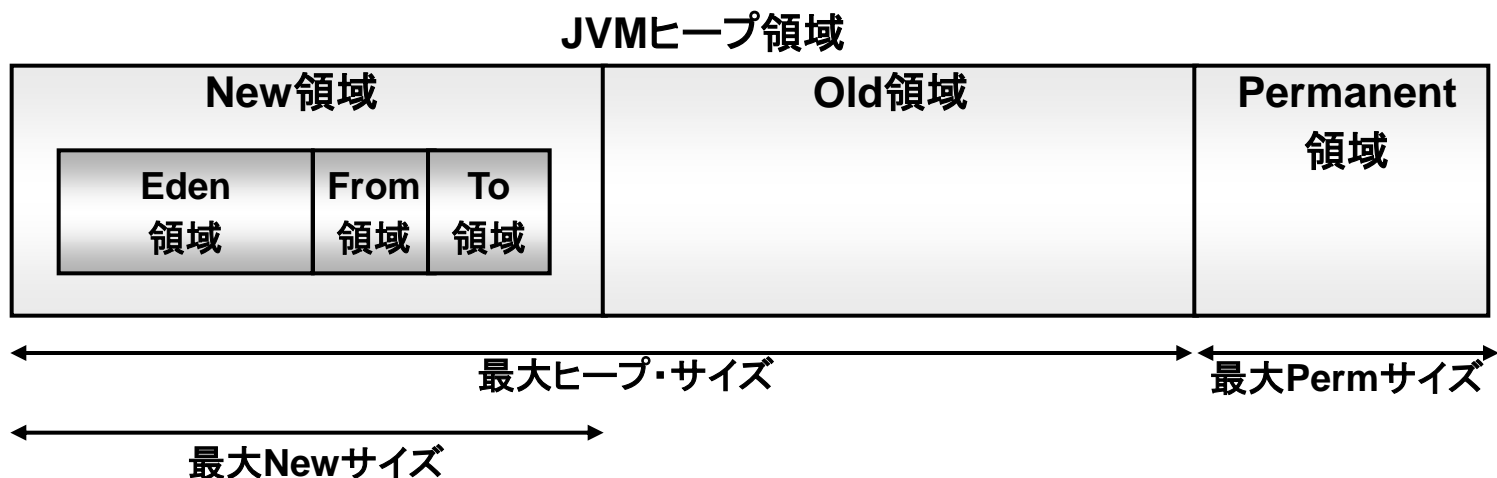 JVMヒープ領域
New領域
Old領域
Permanent
領域
Eden
領域
From
領域
To
領域
最大ヒープ・サイズ
最大Permサイズ
最大Newサイズ